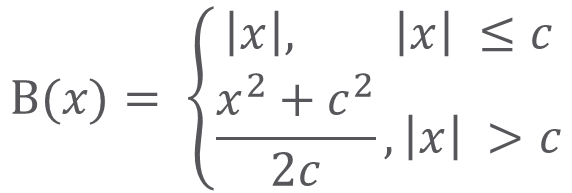 B(x) = { |x|, |x| ≤ c
x² + c²
2c
, |x| > c